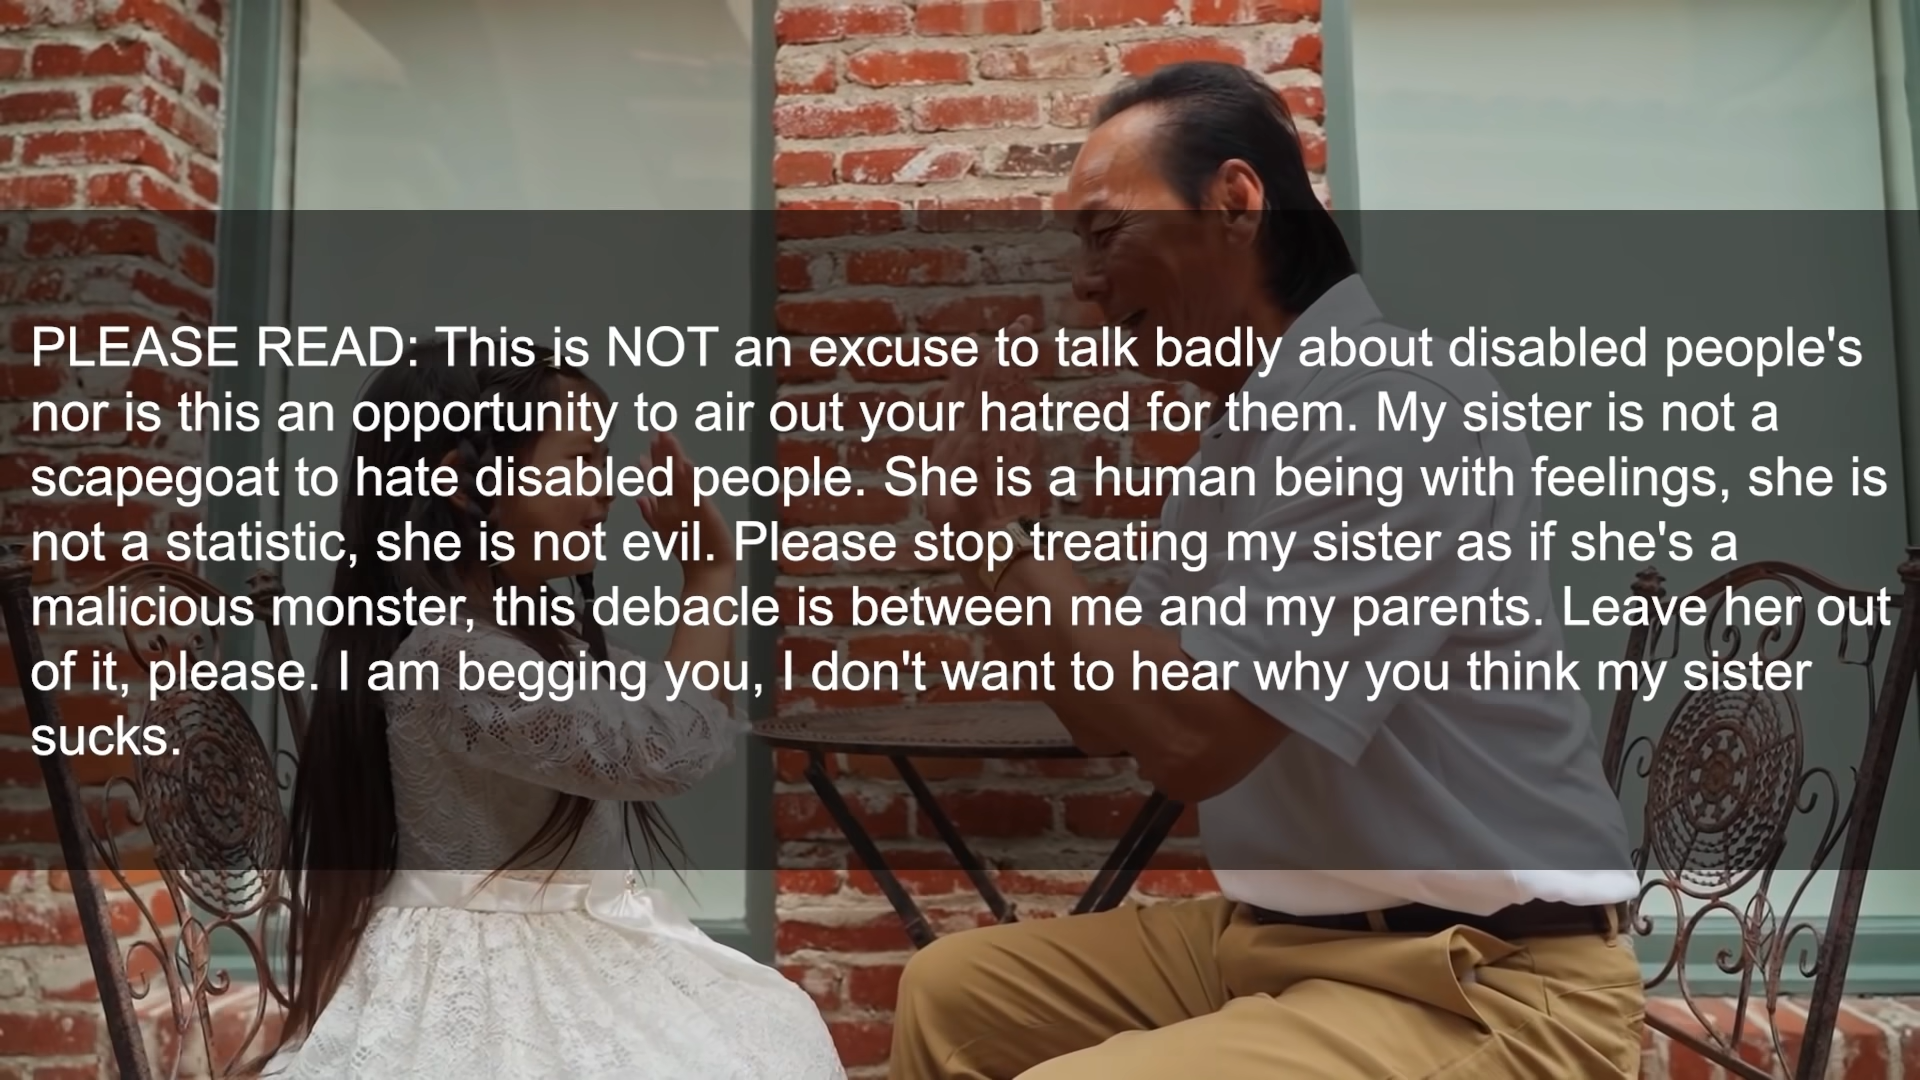 PLEASE READ: This is NOT an excuse to talk badly about disabled people's
nor is this an opportunity to air out your hatred for them. My sister is not a
scapegoat to hate disabled people. She is a human being with feelings, she is
not a statistic, she is not evil. Please stop treating my sister as if she's a
malicious monster, this debacle is between me and my parents. Leave her out
of it, please. I am begging you, I don't want to hear why you think my sister
sucks.